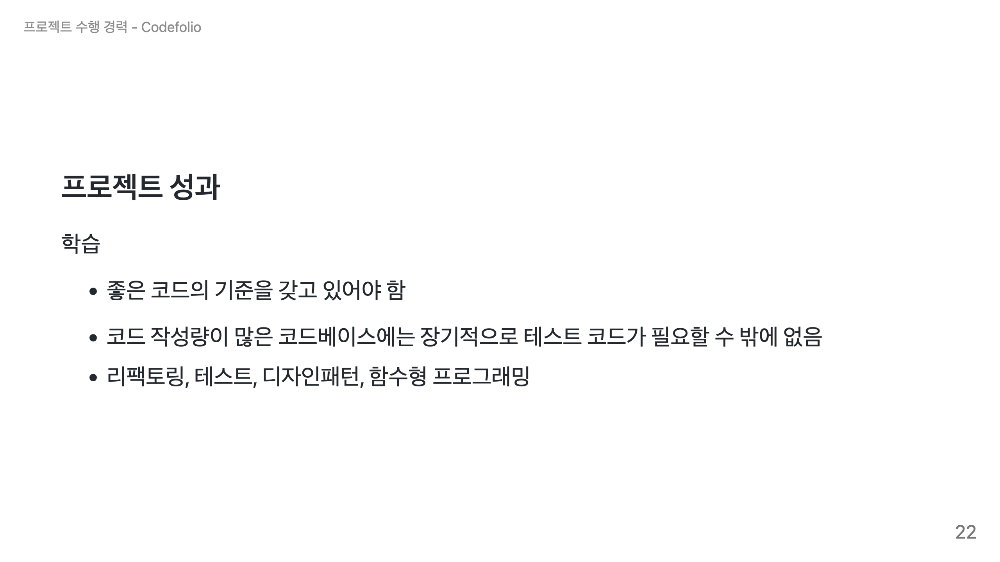 프로젝트 수행 경력 - Codefolio
프로젝트 성과
학습
• 좋은 코드의 기준을 갖고 있어야 함
• 코드 작성량이 많은 코드베이스에는 장기적으로 테스트 코드가 필요할 수 밖에 없음
• 리팩토링, 테스트, 디자인패턴, 함수형 프로그래밍
22